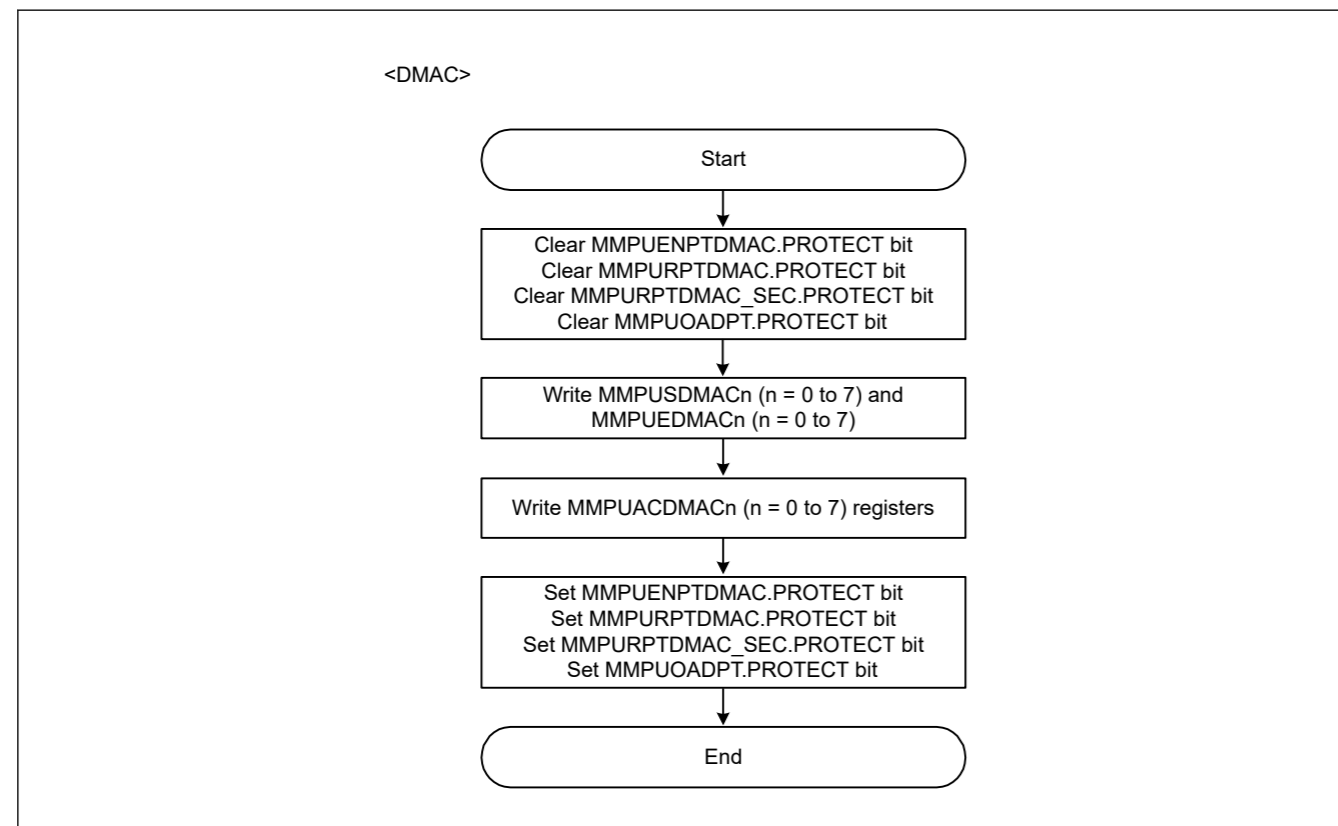 <DMAC>
Start
Clear MMPUENPTDMAC.PROTECT bit
Clear MMPURPTDMAC.PROTECT bit
Clear MMPURPTDMAC_SEC.PROTECT bit
Clear MMPUOADPT.PROTECT bit
Write MMPUSDMACn (n = 0 to 7) and
MMPUEDMACn (n = 0 to 7)
Write MMPUACDMACn (n = 0 to 7) registers
Set MMPUENPTDMAC.PROTECT bit
Set MMPURPTDMAC.PROTECT bit
Set MMPURPTDMAC_SEC.PROTECT bit
Set MMPUOADPT.PROTECT bit
End